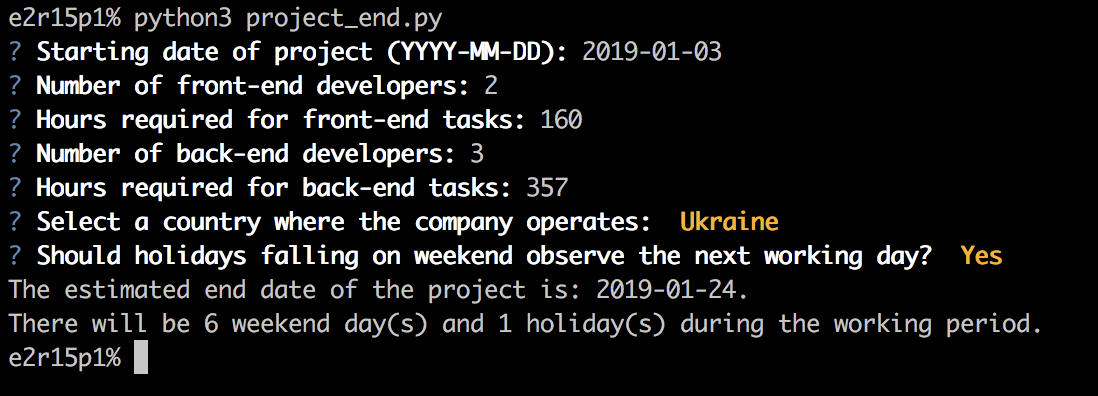 e2r15p1% python3 project_end.py
? Starting date of project (YYYY-MM-DD): 2019-01-03
? Number of front-end developers: 2
? Hours required for front-end tasks: 160
? Number of back-end developers: 3
? Hours required for back-end tasks: 357
? Select a country where the company operates:  Ukraine
? Should holidays falling on weekend observe the next working day?  Yes
The estimated end date of the project is: 2019-01-24.
There will be 6 weekend day(s) and 1 holiday(s) during the working period.
e2r15p1%